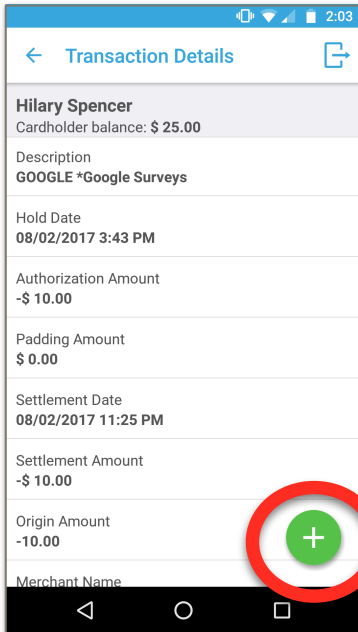 2:03
Transaction Details
Hilary Spencer
Cardholder balance: $ 25.00
Description
GOOGLE *Google Surveys
Hold Date
08/02/2017 3:43 PM
Authorization Amount
-$ 10.00
Padding Amount
$ 0.00
Settlement Date
08/02/2017 11:25 PM
Settlement Amount
-$ 10.00
Origin Amount
-10.00
Merchant Name